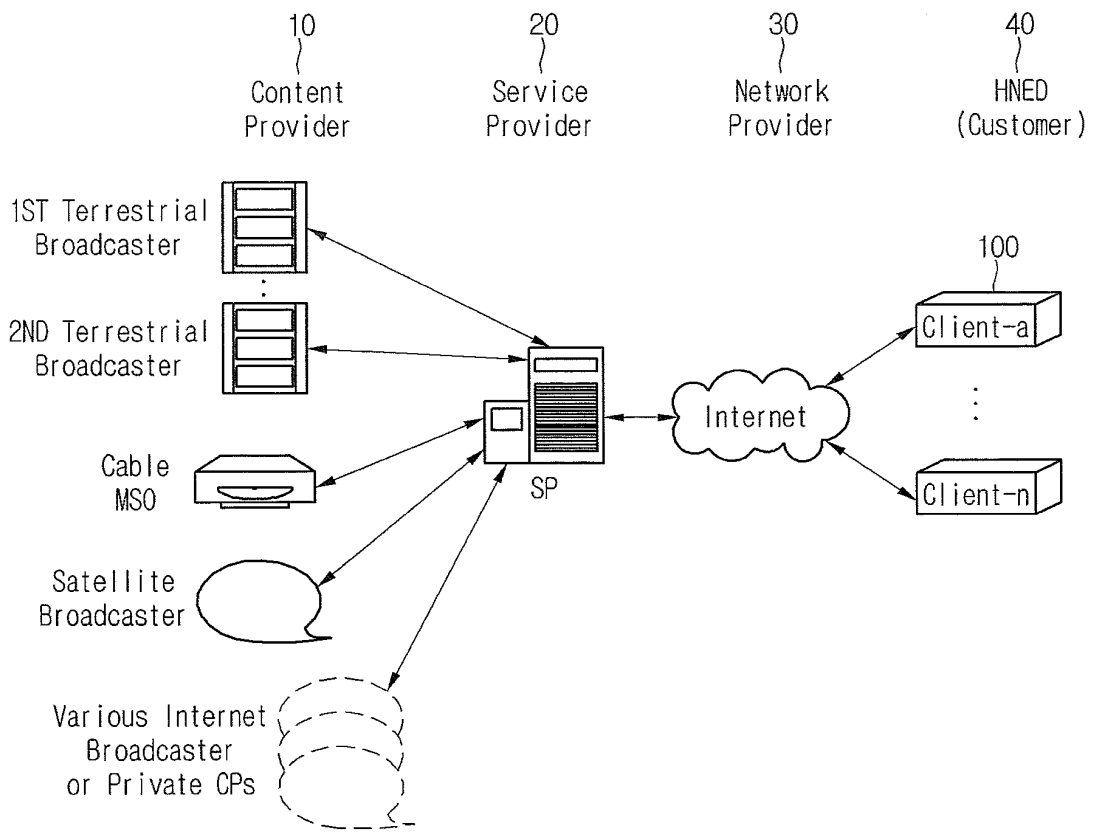 10
20
30
40
Content
Provider
Service
Provider
Network
Provider
HNED
(Customer)
1ST Terrestrial
Broadcaster
2ND Terrestrial
Broadcaster
Cable
MSO
Satellite
Broadcaster
Various Internet
Broadcaster
or Private CPs
SP
Internet
100
Client-a
Client-n